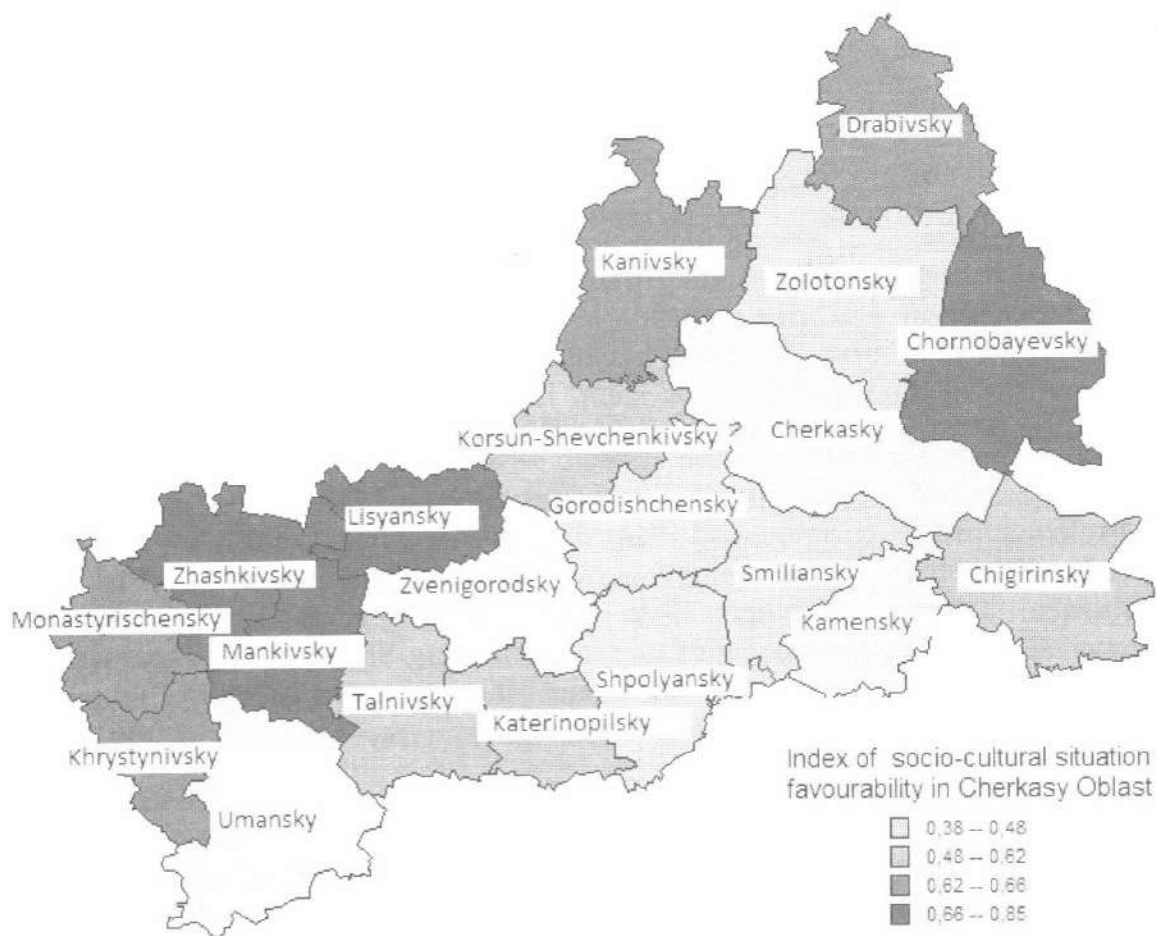 Drabivsky
Kanivsky
Zolotonsky
Chornobayevsky
Korsun-Shevchenkivsky
Cherkasky
Gorodishchensky
Lisyansky
Zhashkivsky
Zvenigorodsky
Smiliansky
Chigirinsky
Monastyrischensky
Kamensky
Mankivsky
Shpolyansky
Talnivsky
Katerinopilsky
Khrystynivsky
Umansky
Index of socio-cultural situation
favourability in Cherkasy Oblast
0,38 -- 0,48
0,48 -- 0,62
0,62 -- 0,66
0,66 -- 0,85